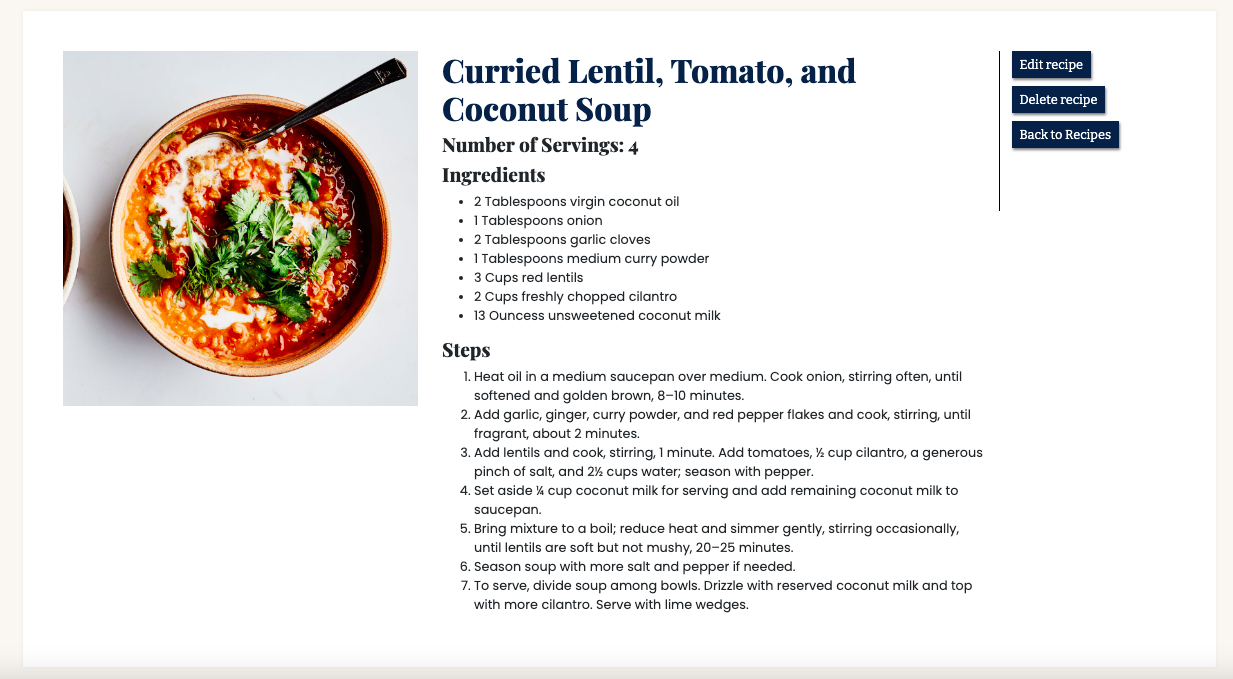 Curried Lentil, Tomato, and
Coconut Soup
Number of Servings: 4
Ingredients
• 2 Tablespoons virgin coconut oil
• 1 Tablespoons onion
• 2 Tablespoons garlic cloves
• 1 Tablespoons medium curry powder
• 3 Cups red lentils
• 2 Cups freshly chopped cilantro
• 13 Ouncess unsweetened coconut milk
Steps
1. Heat oil in a medium saucepan over medium. Cook onion, stirring often, until
softened and golden brown, 8–10 minutes.
2. Add garlic, ginger, curry powder, and red pepper flakes and cook, stirring, until
fragrant, about 2 minutes.
3. Add lentils and cook, stirring, 1 minute. Add tomatoes, ½ cup cilantro, a generous
pinch of salt, and 2½ cups water; season with pepper.
4. Set aside ¼ cup coconut milk for serving and add remaining coconut milk to
saucepan.
5. Bring mixture to a boil; reduce heat and simmer gently, stirring occasionally,
until lentils are soft but not mushy, 20–25 minutes.
6. Season soup with more salt and pepper if needed.
7. To serve, divide soup among bowls. Drizzle with reserved coconut milk and top
with more cilantro. Serve with lime wedges.
Edit recipe
Delete recipe
Back to Recipes